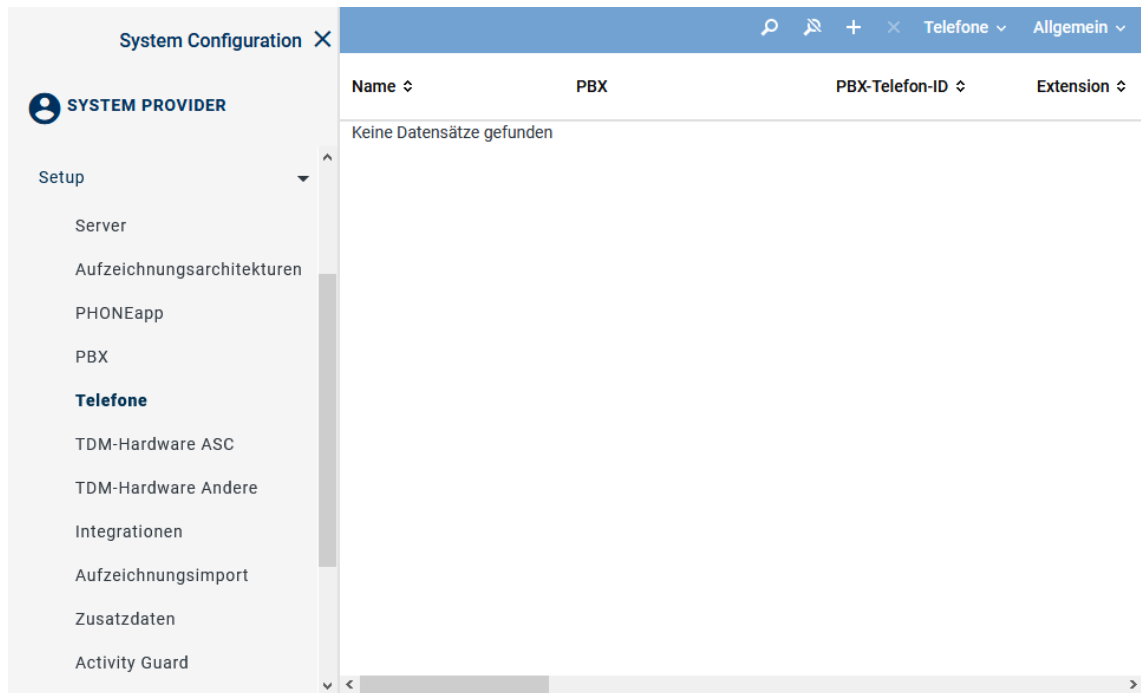 System Configuration
SYSTEM PROVIDER
Setup
Server
Aufzeichnungsarchitekturen
PHONEapp
PBX
Telefone
TDM-Hardware ASC
TDM-Hardware Andere
Integrationen
Aufzeichnungsimport
Zusatzdaten
Activity Guard
Telefone Allgemein
Name PBX PBX-Telefon-ID Extension
Keine Datensätze gefunden